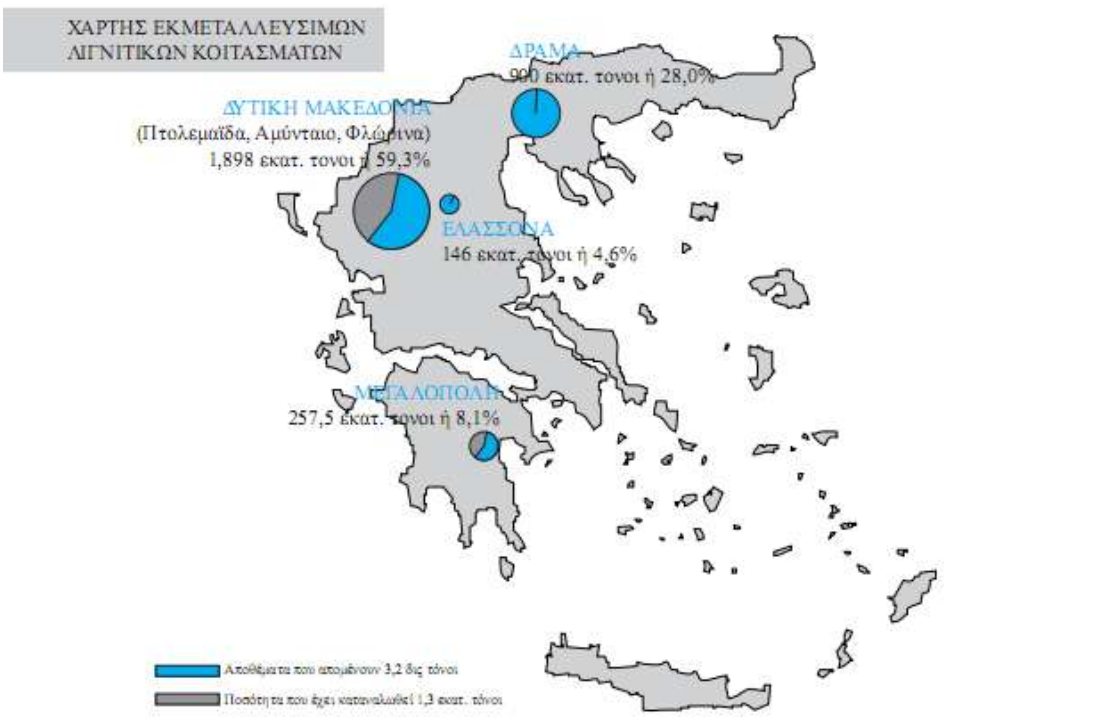 ΧΑΡΤΗΣ ΕΚΜΕΤΑΛΛΕΥΣΙΜΩΝ
ΛΙΓΝΙΤΙΚΩΝ ΚΟΙΤΑΣΜΑΤΩΝ
ΔΡΑΜΑ
900 εκατ. τονοι ή 28,0%
ΔΥΤΙΚΗ ΜΑΚΕΔΟΝΙΑ
(Πτολεμαϊδα, Αμύνταιο, Φλώρινα)
1,898 εκατ. τονοι ή 59,3%
ΕΛΑΣΣΟΝΑ
146 εκατ. τονοι ή 4,6%
ΜΕΓΑΛΟΠΟΛΗ
257,5 εκατ. τονοι ή 8,1%
Αποθέματα που απομένουν 3,2 δις τόνοι
Ποσότητα που έχει καταναλωθεί 1,3 εκατ. τόνοι